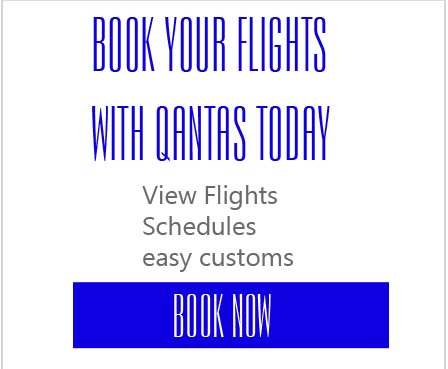 BOOK YOUR FLIGHTS
WITH QANTAS TODAY
View Flights
Schedules
easy customs
BOOK NOW